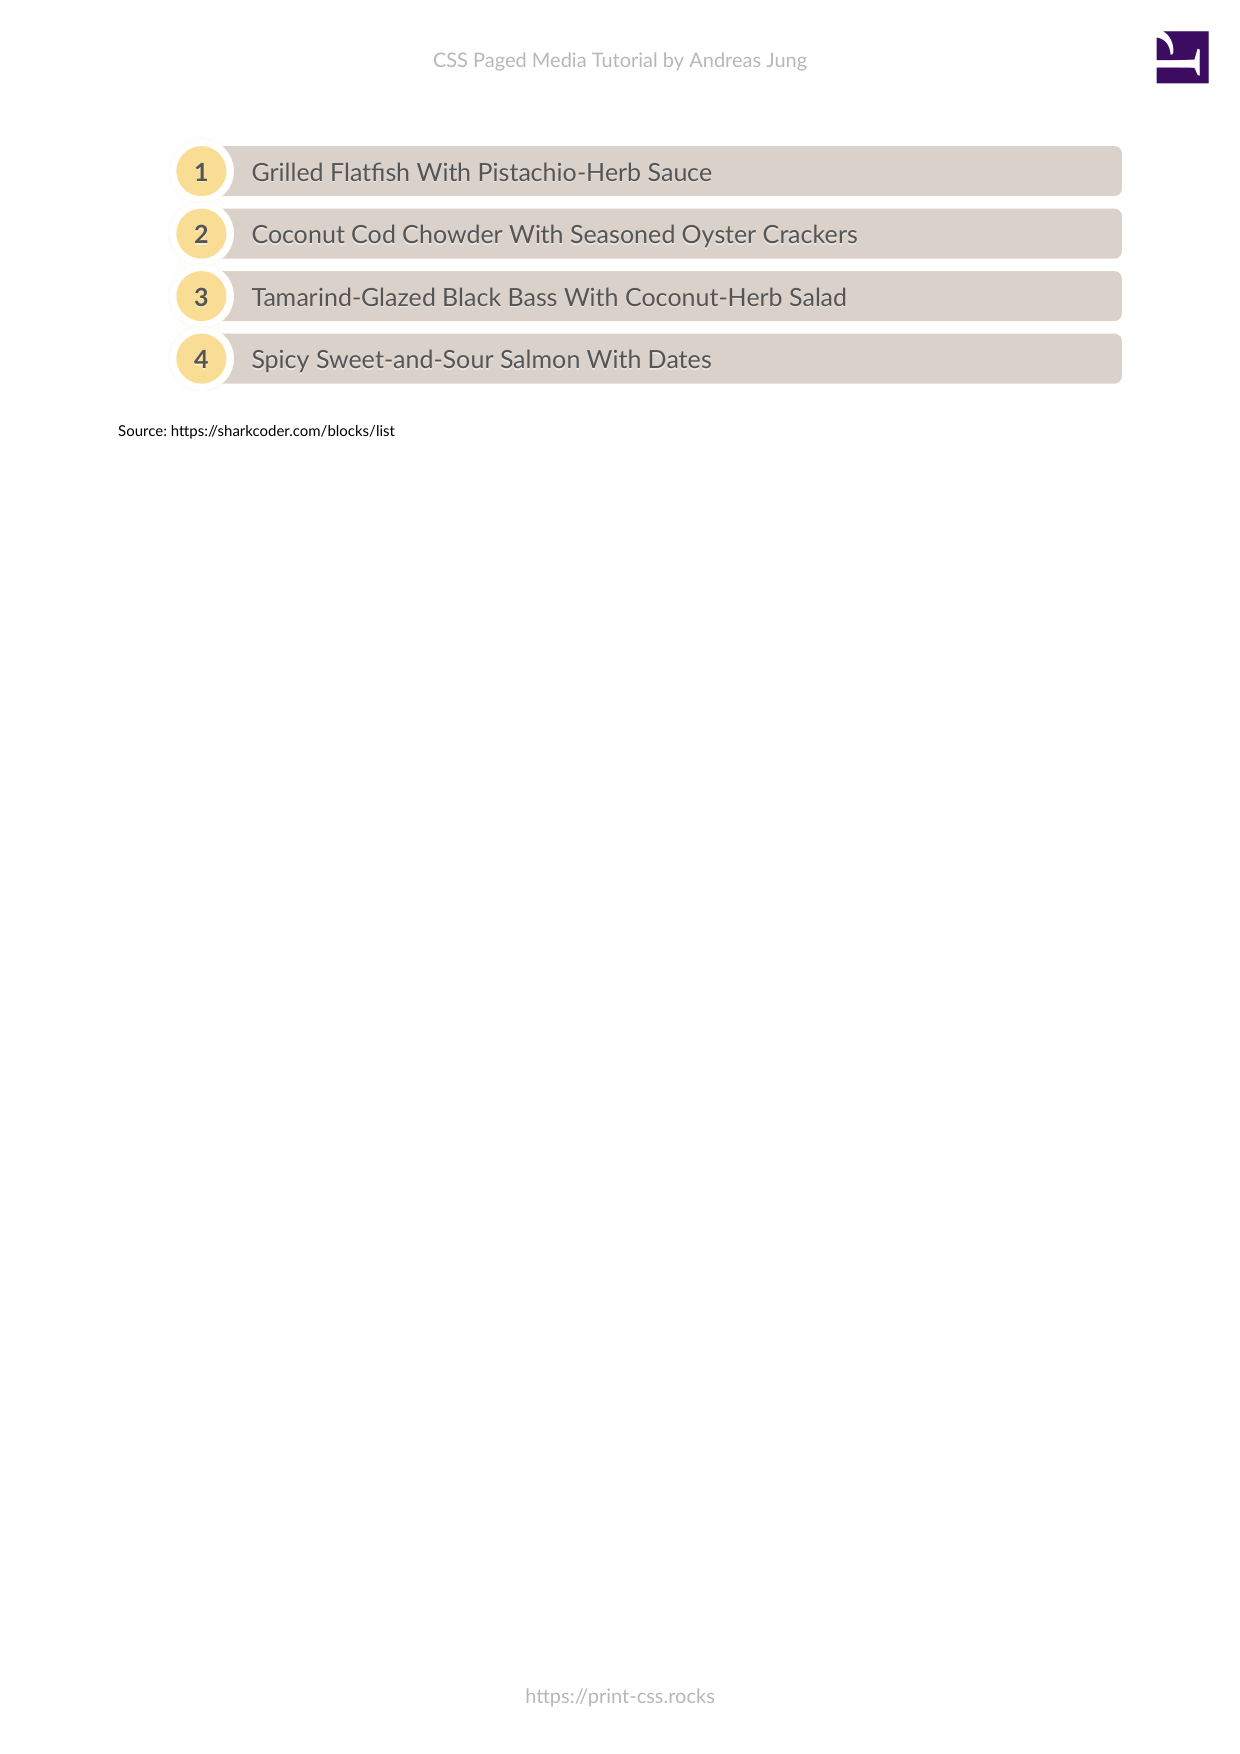 CSS Paged Media Tutorial by Andreas Jung
1 Grilled Flatfish With Pistachio-Herb Sauce
2 Coconut Cod Chowder With Seasoned Oyster Crackers
3 Tamarind-Glazed Black Bass With Coconut-Herb Salad
4 Spicy Sweet-and-Sour Salmon With Dates
Source: https://sharkcoder.com/blocks/list
https://print-css.rocks